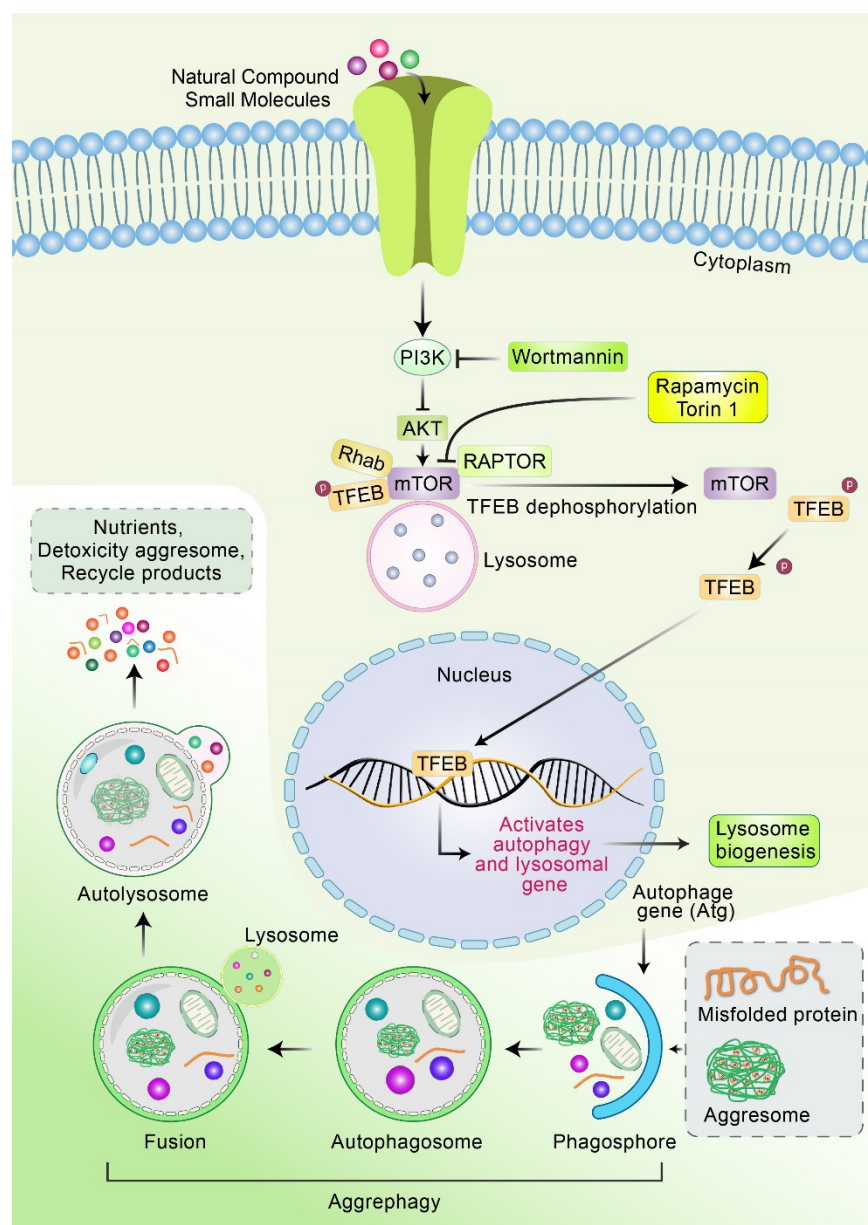 Natural Compound
Small Molecules
Cytoplasm
PI3K
Wortmannin
Rapamycin
Torin 1
AKT
Rhab
RAPTOR
mTOR
p
TFEB
TFEB dephosphorylation
mTOR
p
TFEB
Lysosome
p
TFEB
Nutrients,
Detoxicity aggresome,
Recycle products
Nucleus
TFEB
Activates
autophagy
and lysosomal
gene
Lysosome
biogenesis
Autolysosome
Autophage
gene (Atg)
Lysosome
Misfolded protein
Aggresome
Fusion
Autophagosome
Phagosphore
Aggrephagy